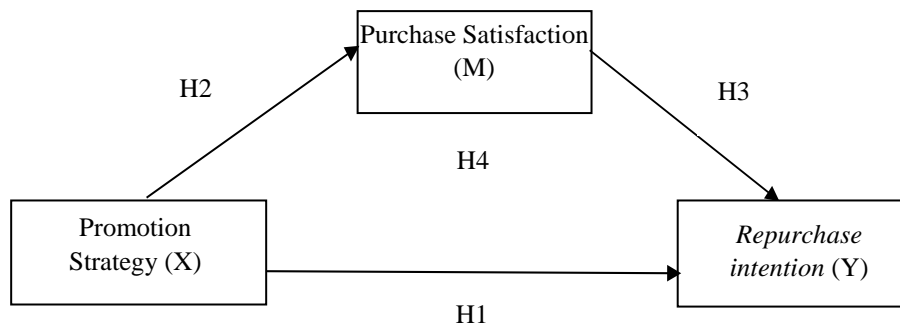 Purchase Satisfaction
(M)
H2
H3
H4
Promotion
Strategy (X)
Repurchase
intention (Y)
H1